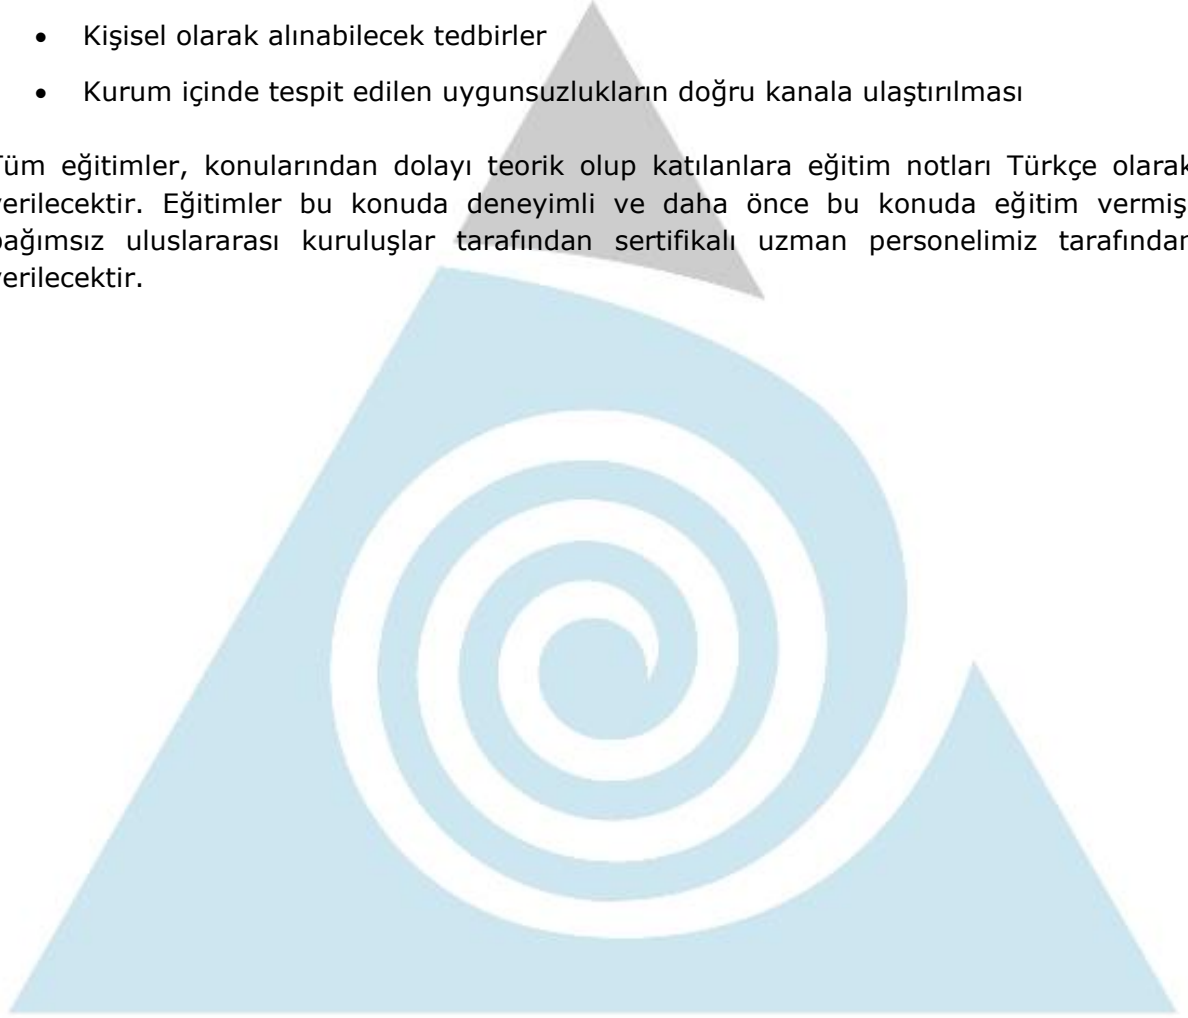 • Kişisel olarak alınabilecek tedbirler
• Kurum içinde tespit edilen uygunsuzlukların doğru kanala ulaştırılması
Tüm eğitimler, konularından dolayı teorik olup katılanlara eğitim notları Türkçe olarak
verilecektir. Eğitimler bu konuda deneyimli ve daha önce bu konuda eğitim vermiş,
bağımsız uluslararası kuruluşlar tarafından sertifikalı uzman personelimiz tarafından
verilecektir.